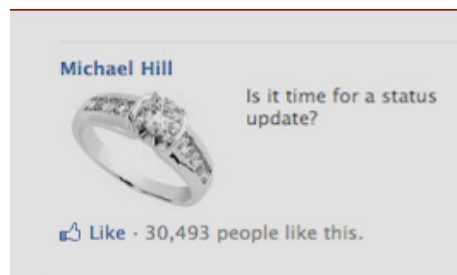 Michael Hill
Is it time for a status
update?
Like · 30,493 people like this.